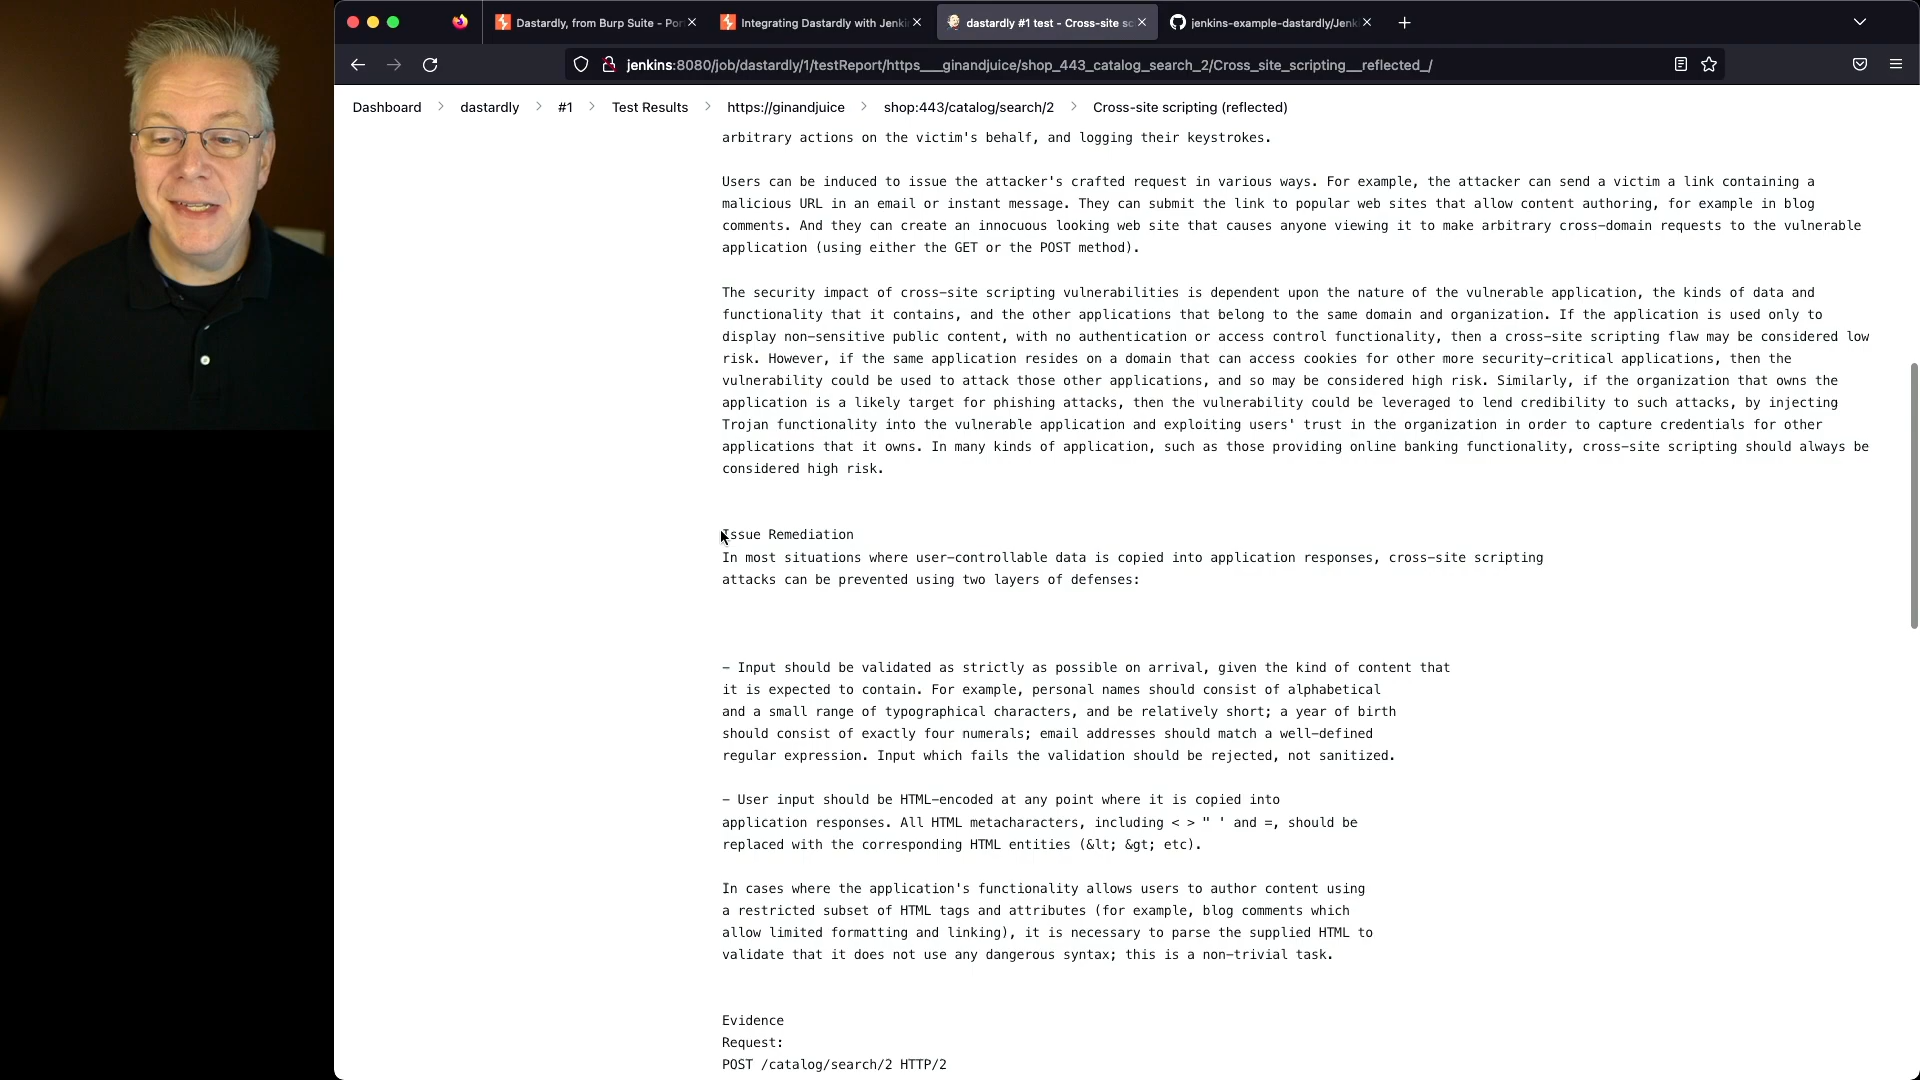 Dastardly, from Burp Suite - Por
Integrating Dastardly with Jenki
dastardly #1 test - Cross-site sc
jenkins-example-dastardly/Jenk
jenkins:8080/job/dastardly/1/testReport/https___ginandjuice/shop_443_catalog_search_2/Cross_site_scripting__reflected_/
Dashboard > dastardly > #1 > Test Results > https://ginandjuice > shop:443/catalog/search/2 > Cross-site scripting (reflected)
arbitrary actions on the victim's behalf, and logging their keystrokes.
Users can be induced to issue the attacker's crafted request in various ways. For example, the attacker can send a victim a link containing a
malicious URL in an email or instant message. They can submit the link to popular web sites that allow content authoring, for example in blog
comments. And they can create an innocuous looking web site that causes anyone viewing it to make arbitrary cross-domain requests to the vulnerable
application (using either the GET or the POST method).
The security impact of cross-site scripting vulnerabilities is dependent upon the nature of the vulnerable application, the kinds of data and
functionality that it contains, and the other applications that belong to the same domain and organization. If the application is used only to
display non-sensitive public content, with no authentication or access control functionality, then a cross-site scripting flaw may be considered low
risk. However, if the same application resides on a domain that can access cookies for other more security-critical applications, then the
vulnerability could be used to attack those other applications, and so may be considered high risk. Similarly, if the organization that owns the
application is a likely target for phishing attacks, then the vulnerability could be leveraged to lend credibility to such attacks, by injecting
Trojan functionality into the vulnerable application and exploiting users' trust in the organization in order to capture credentials for other
applications that it owns. In many kinds of application, such as those providing online banking functionality, cross-site scripting should always be
considered high risk.
Issue Remediation
In most situations where user-controllable data is copied into application responses, cross-site scripting
attacks can be prevented using two layers of defenses:
- Input should be validated as strictly as possible on arrival, given the kind of content that
it is expected to contain. For example, personal names should consist of alphabetical
and a small range of typographical characters, and be relatively short; a year of birth
should consist of exactly four numerals; email addresses should match a well-defined
regular expression. Input which fails the validation should be rejected, not sanitized.
- User input should be HTML-encoded at any point where it is copied into
application responses. All HTML metacharacters, including < > " ' and =, should be
replaced with the corresponding HTML entities (&lt; &gt; etc).
In cases where the application's functionality allows users to author content using
a restricted subset of HTML tags and attributes (for example, blog comments which
allow limited formatting and linking), it is necessary to parse the supplied HTML to
validate that it does not use any dangerous syntax; this is a non-trivial task.
Evidence
Request:
POST /catalog/search/2 HTTP/2